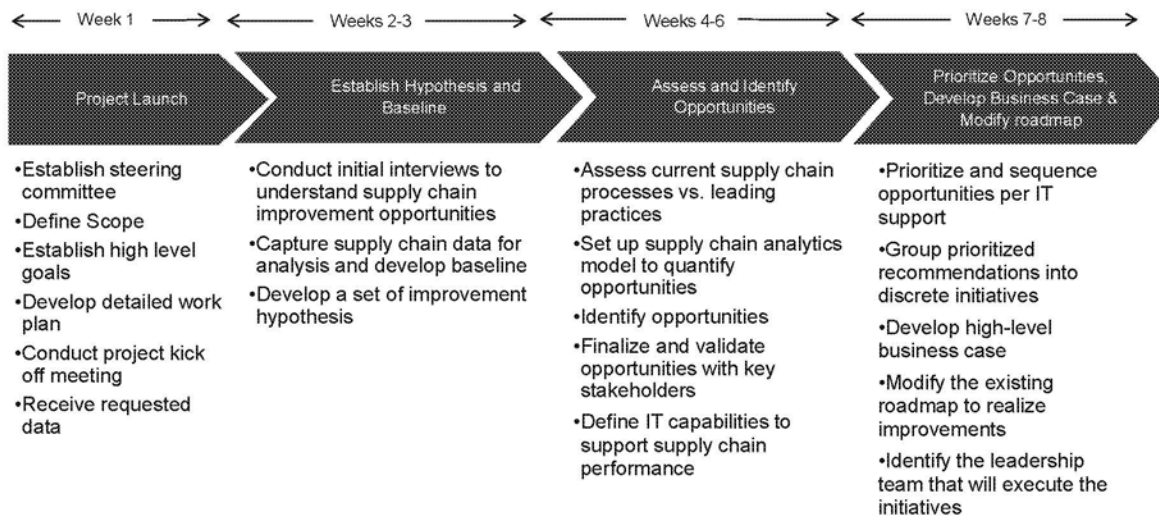 Week 1
Weeks 2-3
Weeks 4-6
Weeks 7-8
Project Launch
Establish Hypothesis and
Baseline
Assess and Identify
Opportunities
Prioritize Opportunities,
Develop Business Case &
Modify roadmap
•Establish steering
committee
•Define Scope
•Establish high level
goals
•Develop detailed work
plan
•Conduct project kick
off meeting
•Receive requested
data
•Conduct initial interviews to
understand supply chain
improvement opportunities
•Capture supply chain data for
analysis and develop baseline
•Develop a set of improvement
hypothesis
•Assess current supply chain
processes vs. leading
practices
•Set up supply chain analytics
model to quantify
opportunities
•Identify opportunities
•Finalize and validate
opportunities with key
stakeholders
•Define IT capabilities to
support supply chain
performance
•Prioritize and sequence
opportunities per IT
support
•Group prioritized
recommendations into
discrete initiatives
•Develop high-level
business case
•Modify the existing
roadmap to realize
improvements
•Identify the leadership
team that will execute the
initiatives